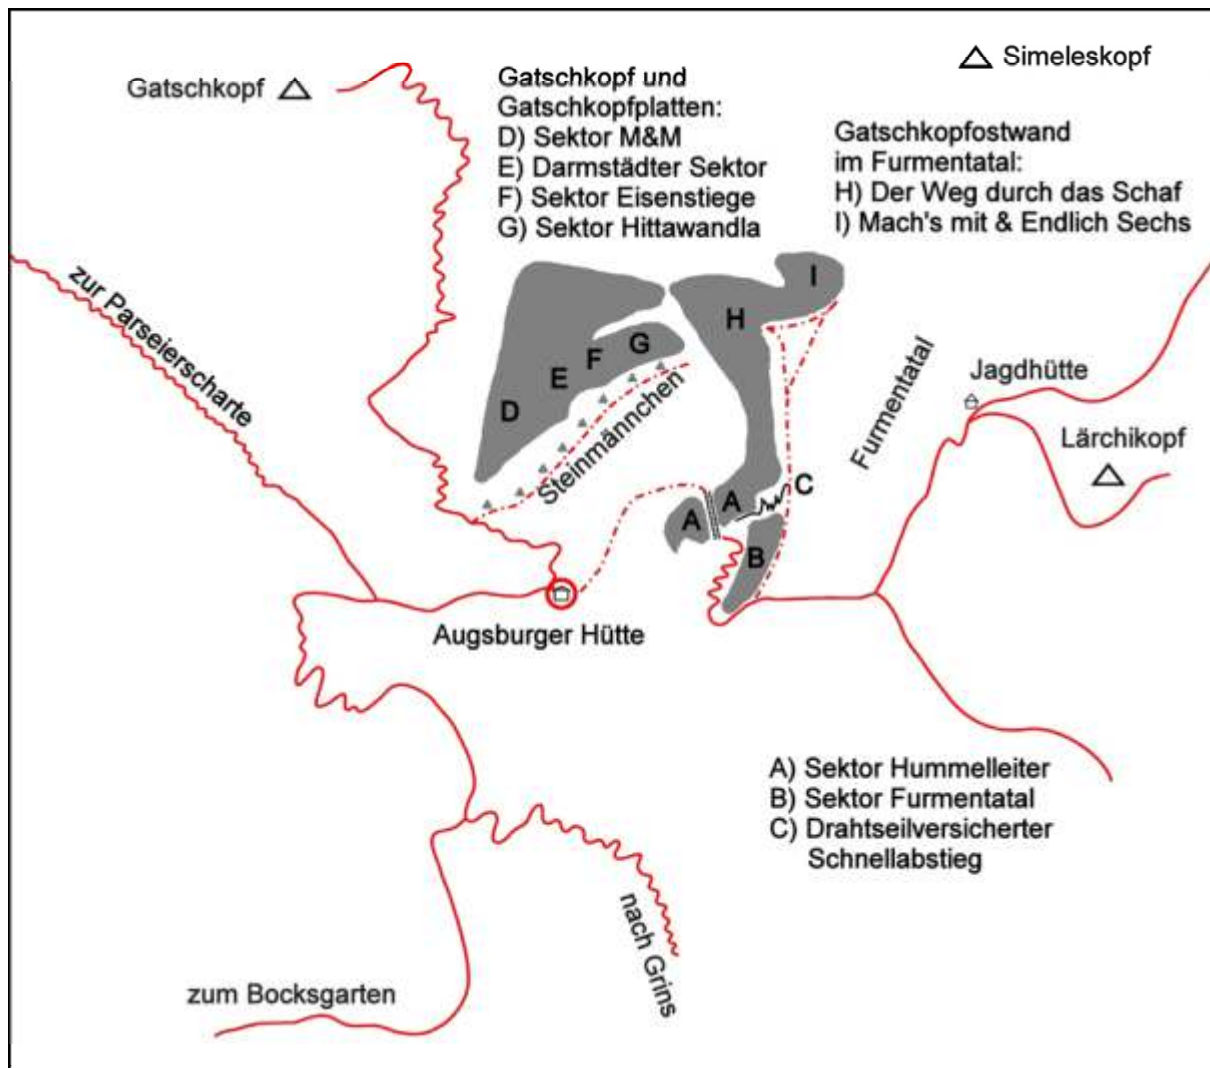 Simeleskopf
Gatschkopf
Gatschkopf und
Gatschkopfplatten:
D) Sektor M&M
E) Darmstädter Sektor
F) Sektor Eisenstiege
G) Sektor Hittawandla
Gatschkopfostwand
im Furmentatal:
H) Der Weg durch das Schaf
I) Mach's mit & Endlich Sechs
zur Parseierscharte
I
H
G
F
E
D
Steinmännchen
Furmentatal
Jagdhütte
Lärchikopf
C
A
A
B
Augsburger Hütte
A) Sektor Hummelleiter
B) Sektor Furmentatal
C) Drahtseilversicherter
Schnellabstieg
nach Grins
zum Bocksgarten